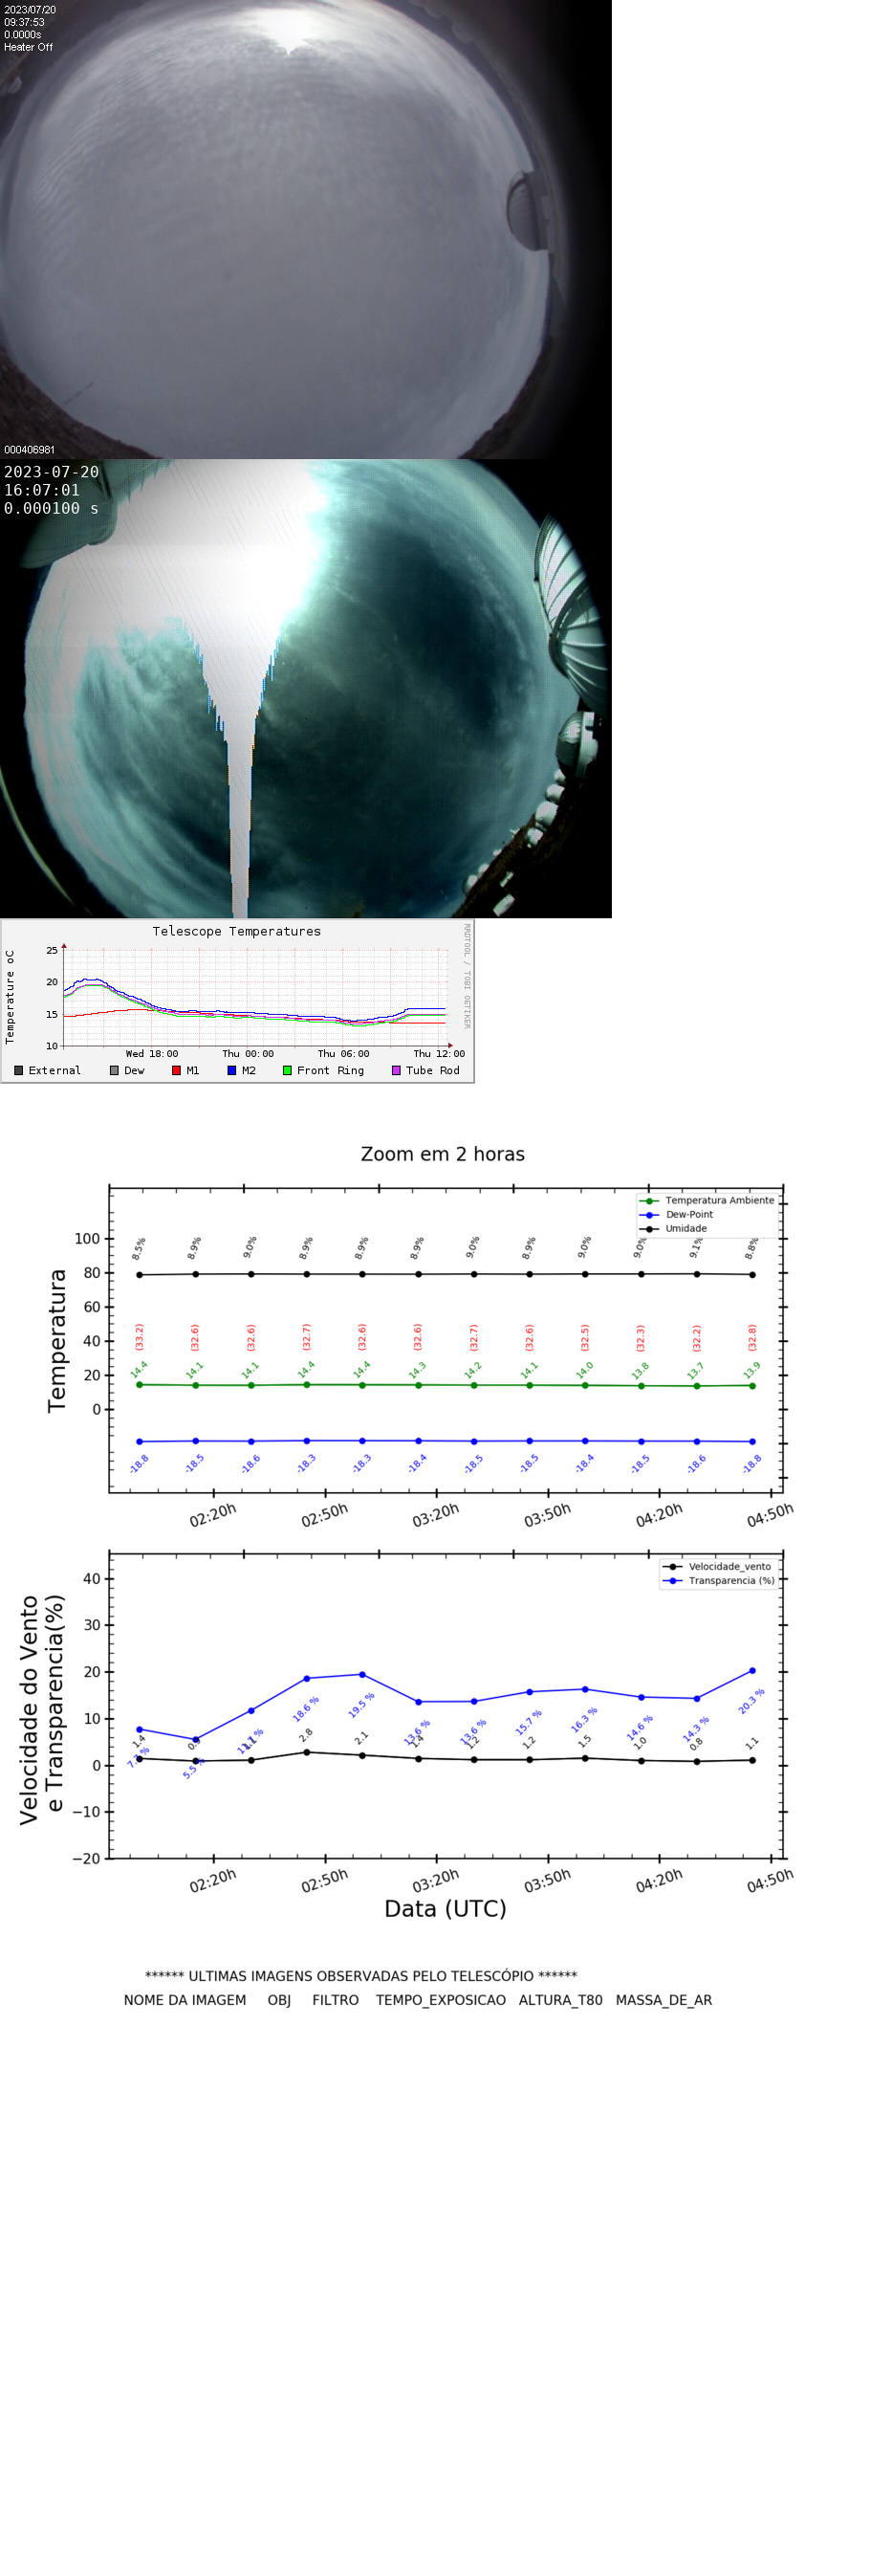 2023/07/20
09:37:53
0.0000s
Heater Off
000406981
2023-07-20
16:07:01
0.000100 s
Telescope Temperatures
RRDTOOL / TOBI OETIKER
Temperature oC
25
20
15
10
Wed 18:00 Thu 00:00 Thu 06:00 Thu 12:00
External Dew M1 M2 Front Ring Tube Rod
Zoom em 2 horas
Temperatura Ambiente
Dew-Point
Umidade
Temperatura
100
80
60
40
20
0
8.5% 8.9% 9.0% 8.9% 8.9% 8.9% 9.0% 8.9% 9.0% 9.0% 9.1% 8.8%
(33.2) (32.6) (32.6) (32.7) (32.6) (32.6) (32.7) (32.6) (32.5) (32.3) (32.2) (32.8)
14.4 14.1 14.1 14.4 14.4 14.3 14.2 14.1 14.0 13.8 13.7 13.9
-18.8 -18.5 -18.6 -18.3 -18.3 -18.4 -18.5 -18.5 -18.4 -18.5 -18.6 -18.8
02:20h 02:50h 03:20h 03:50h 04:20h 04:50h
Velocidade_vento
Transparencia (%)
Velocidade do Vento
e Transparencia(%)
40
30
20
10
0
−10
−20
18.6 % 19.5 % 13.6 % 13.6 % 15.7 % 16.3 % 14.6 % 14.3 % 20.3 %
1.4 2.8 2.1 1.4 1.2 1.2 1.5 1.0 0.8 1.1
02:20h 02:50h 03:20h 03:50h 04:20h 04:50h
Data (UTC)
****** ULTIMAS IMAGENS OBSERVADAS PELO TELESCÓPIO ******
NOME DA IMAGEM OBJ FILTRO TEMPO_EXPOSICAO ALTURA_T80 MASSA_DE_AR